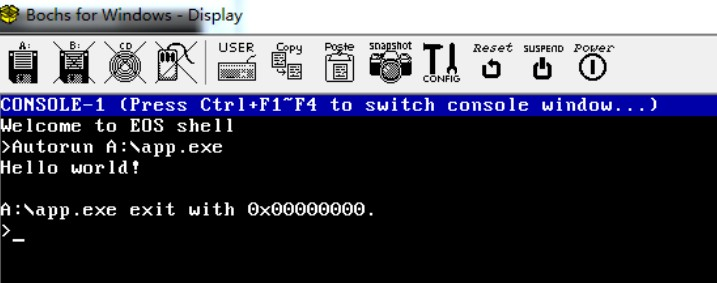 Bochs for Windows - Display
A: B: CD USER Copy Paste snapshot CONFIG Reset SUSPEND Power
CONSOLE-1 (Press Ctrl+F1~F4 to switch console window...)
Welcome to EOS shell
>Autorun A:\app.exe
Hello world!
A:\app.exe exit with 0x00000000.
>_